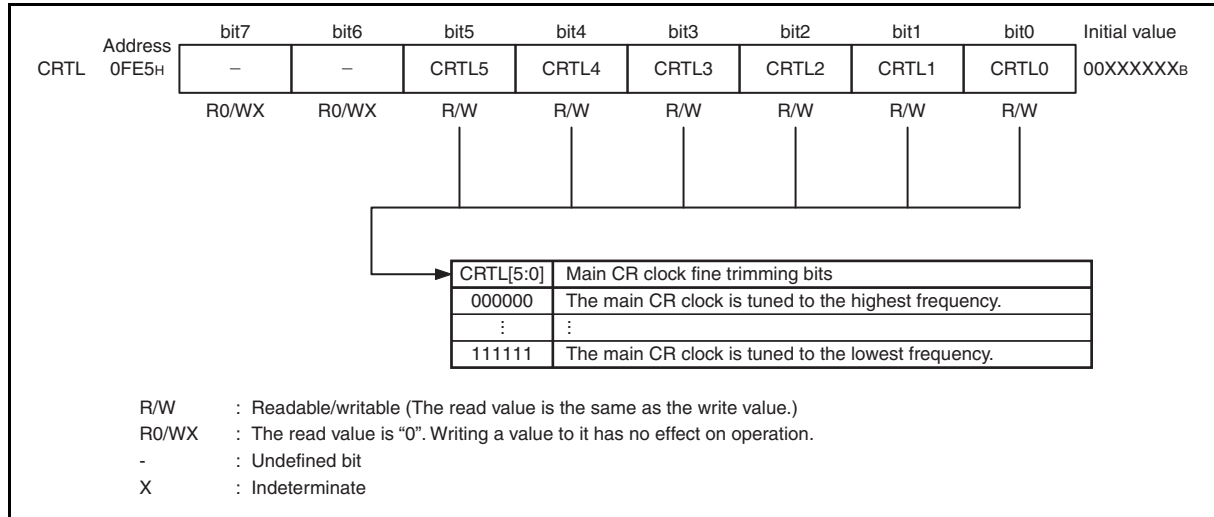 bit7 bit6 bit5 bit4 bit3 bit2 bit1 bit0 Initial value
Address
CRTL 0FE5H – – CRTL5 CRTL4 CRTL3 CRTL2 CRTL1 CRTL0 00XXXXXXB
R0/WX R0/WX R/W R/W R/W R/W R/W R/W
CRTL[5:0] Main CR clock fine trimming bits
000000 The main CR clock is tuned to the highest frequency.
⋮ ⋮
111111 The main CR clock is tuned to the lowest frequency.
R/W : Readable/writable (The read value is the same as the write value.)
R0/WX : The read value is “0”. Writing a value to it has no effect on operation.
- : Undefined bit
X : Indeterminate